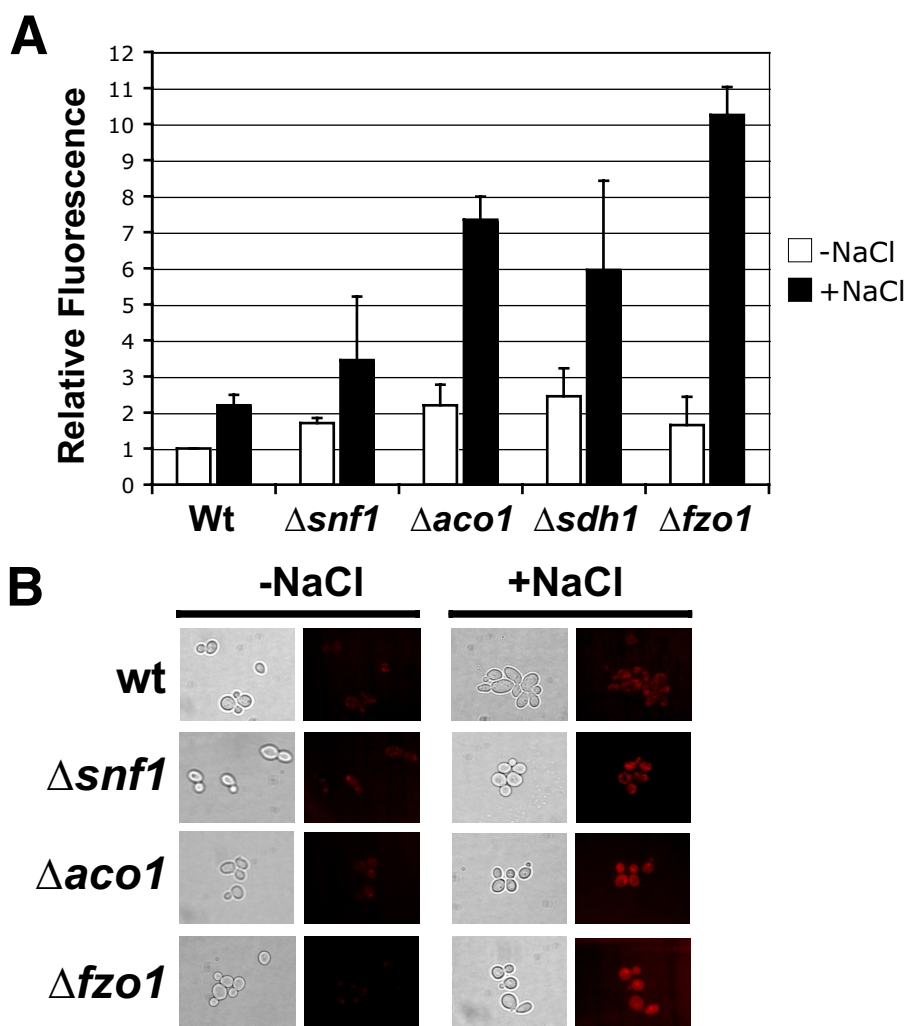 A
Relative Fluorescence
12
11
10
9
8
7
6
5
4
3
2
1
0
Wt Δsnf1 Δaco1 Δsdh1 Δfzo1
-NaCl
+NaCl
B
-NaCl +NaCl
wt
Δsnf1
Δaco1
Δfzo1